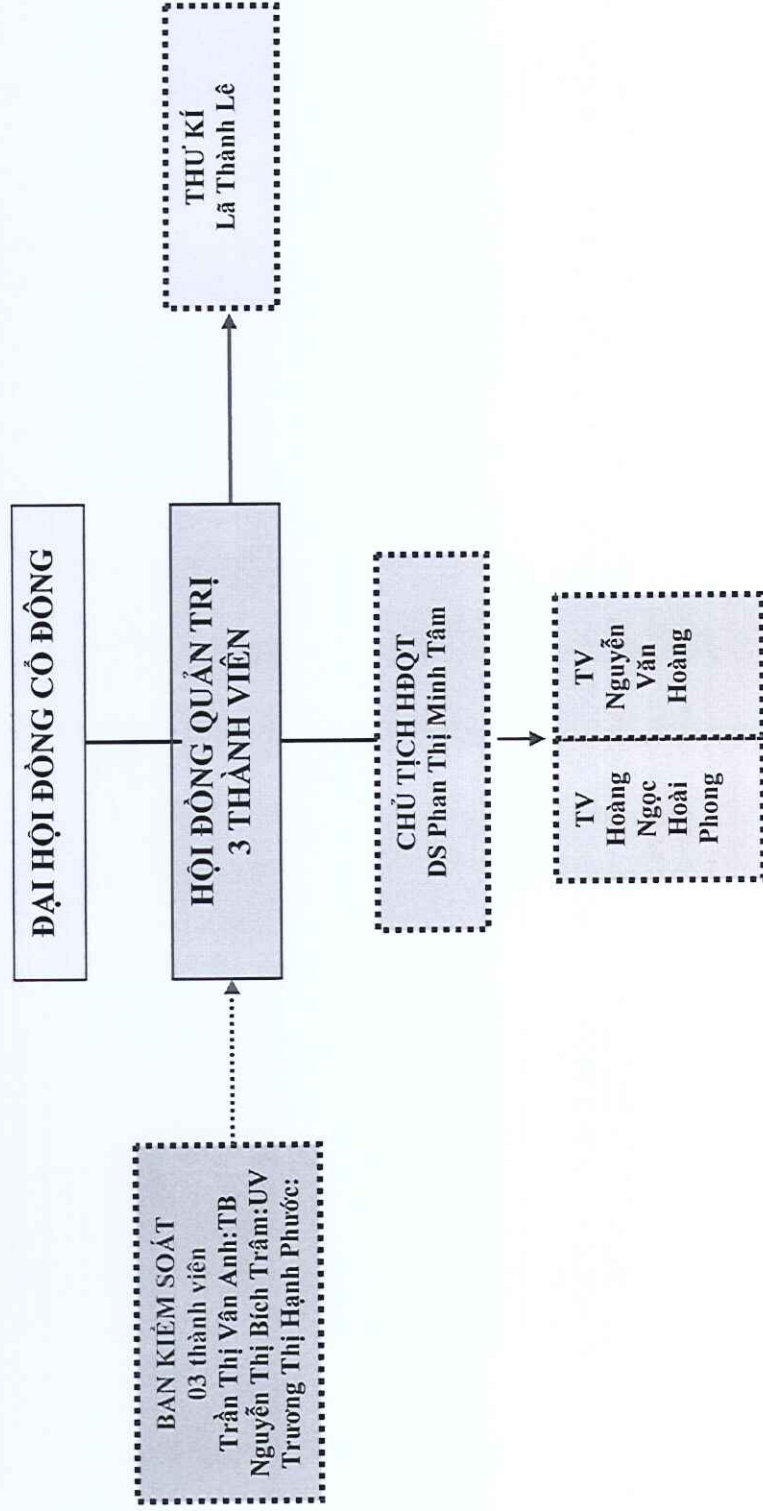 ĐẠI HỘI ĐỒNG CỔ ĐÔNG
HỘI ĐỒNG QUẢN TRỊ
3 THÀNH VIÊN
THƯ KÍ
Lã Thành Lê
BAN KIỂM SOÁT
03 thành viên
Trần Thị Vân Anh:TB
Nguyễn Thị Bích Trâm:UV
Trương Thị Hạnh Phước:
CHỦ TỊCH HĐQT
DS Phan Thị Minh Tâm
TV
Hoàng
Ngọc
Hoài
Phong
TV
Nguyễn
Văn
Hoàng